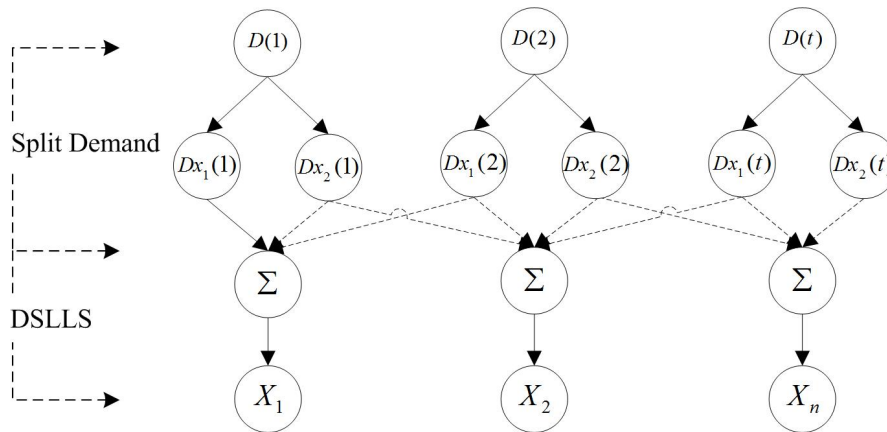 D(1)
D(2)
D(t)
Split Demand
Dx₁(1)
Dx₂(1)
Dx₁(2)
Dx₂(2)
Dx₁(t)
Dx₂(t)
Σ
Σ
Σ
DSLLS
X₁
X₂
Xₙ